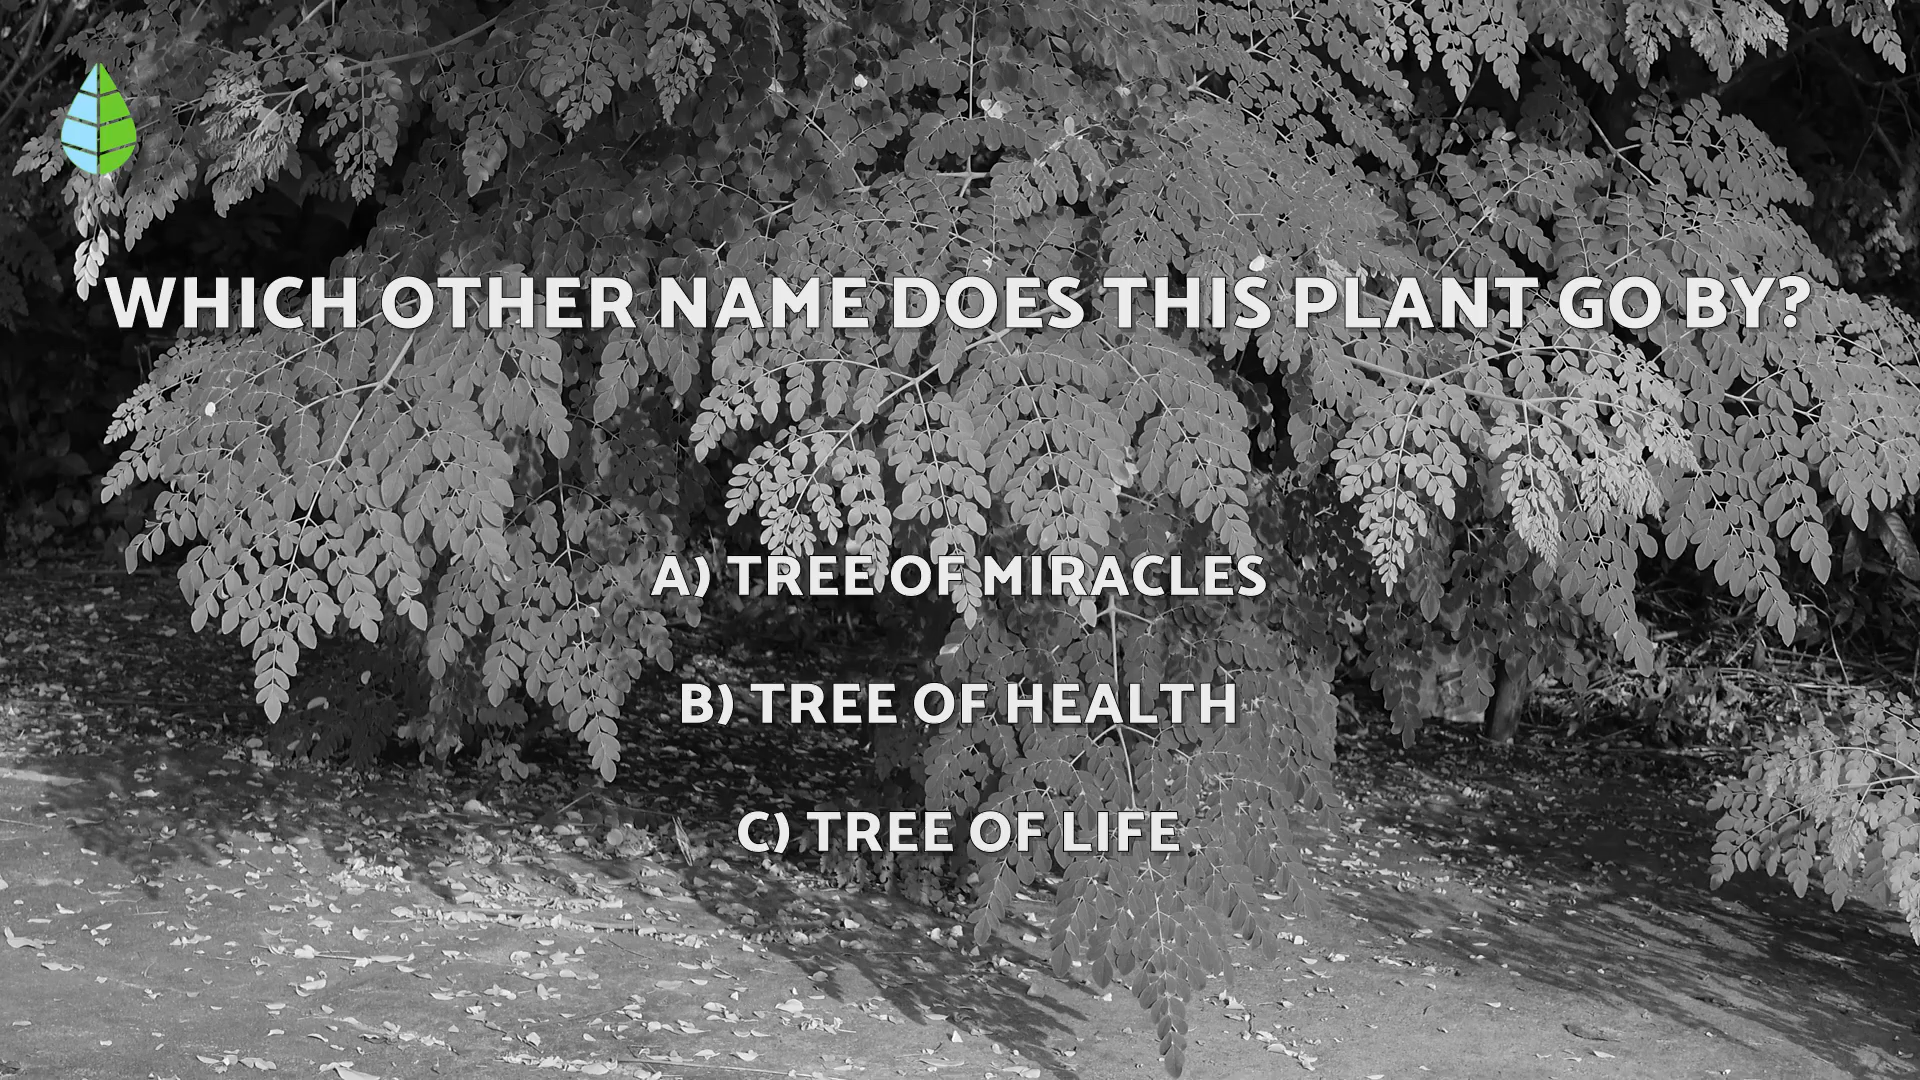 WHICH OTHER NAME DOES THIS PLANT GO BY?
A) TREE OF MIRACLES
B) TREE OF HEALTH
C) TREE OF LIFE